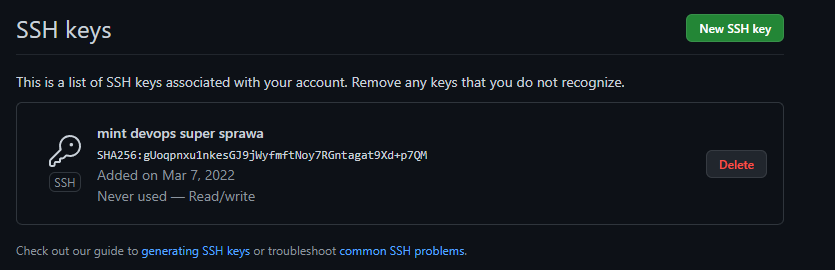 SSH keys
New SSH key
This is a list of SSH keys associated with your account. Remove any keys that you do not recognize.
mint devops super sprawa
SHA256:gUoqpnxu1nkesGJ9jWyfmftNoy7RGntagat9Xd+p7QM
Added on Mar 7, 2022
Never used — Read/write
SSH
Delete
Check out our guide to generating SSH keys or troubleshoot common SSH problems.